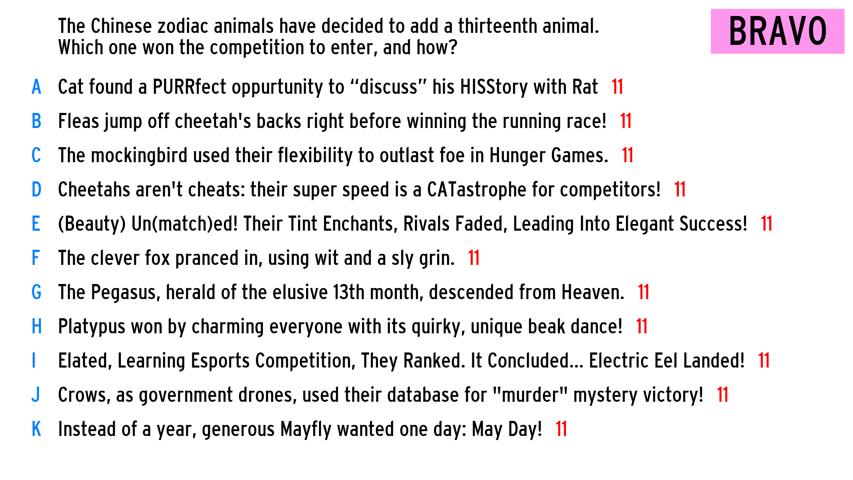 The Chinese zodiac animals have decided to add a thirteenth animal.
Which one won the competition to enter, and how?
BRAVO
A Cat found a PURRfect oppurtunity to “discuss” his HISStory with Rat 11
B Fleas jump off cheetah's backs right before winning the running race! 11
C The mockingbird used their flexibility to outlast foe in Hunger Games. 11
D Cheetahs aren't cheats: their super speed is a CATastrophe for competitors! 11
E (Beauty) Un(match)ed! Their Tint Enchants, Rivals Faded, Leading Into Elegant Success! 11
F The clever fox pranced in, using wit and a sly grin. 11
G The Pegasus, herald of the elusive 13th month, descended from Heaven. 11
H Platypus won by charming everyone with its quirky, unique beak dance! 11
I Elated, Learning Esports Competition, They Ranked. It Concluded... Electric Eel Landed! 11
J Crows, as government drones, used their database for "murder" mystery victory! 11
K Instead of a year, generous Mayfly wanted one day: May Day! 11